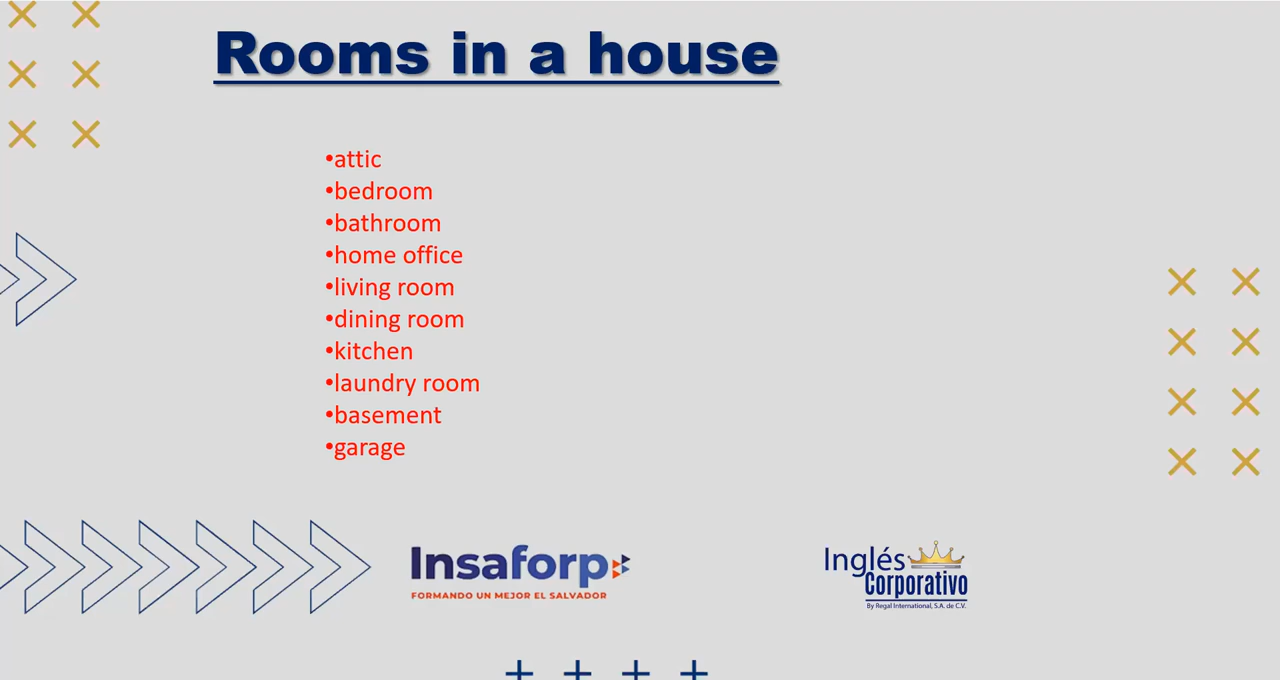 Rooms in a house
•attic
•bedroom
•bathroom
•home office
•living room
•dining room
•kitchen
•laundry room
•basement
•garage
Insaforp
FORMANDO UN MEJOR EL SALVADOR
Inglés
Corporativo
By Regal International, S.A. de C.V.